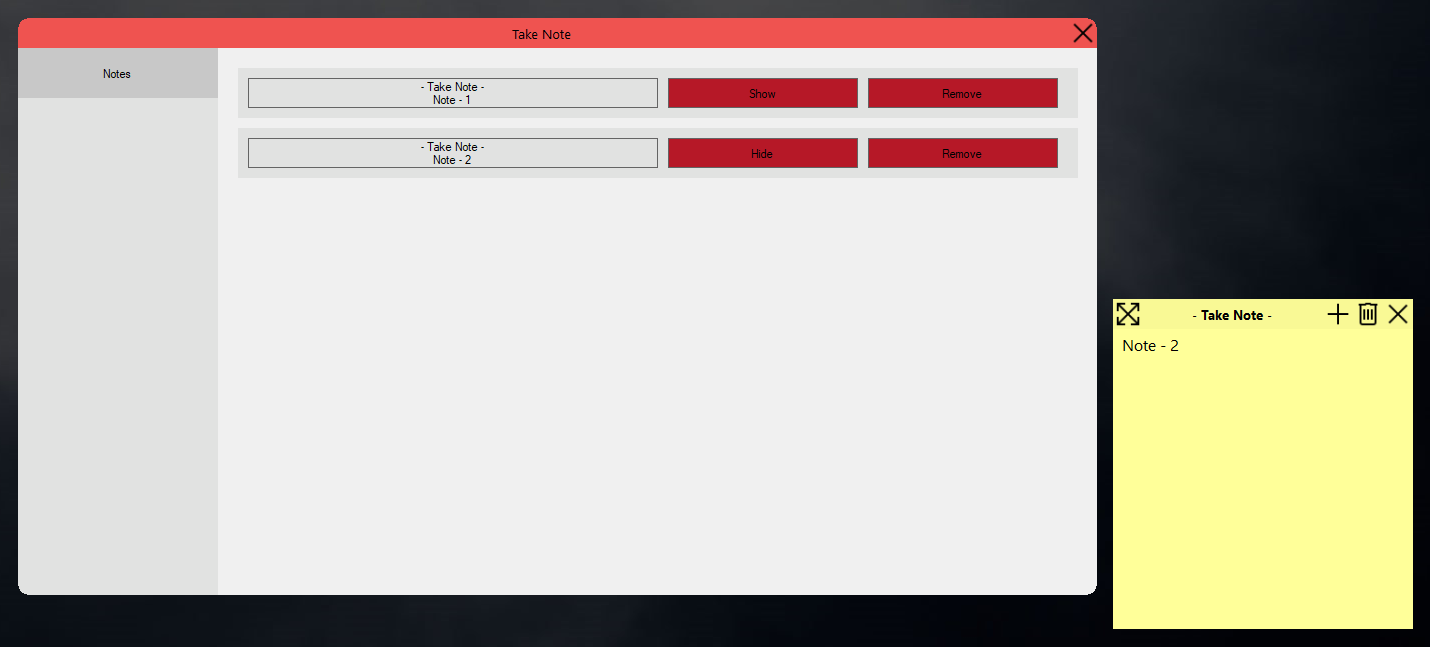 Take Note
Notes
- Take Note -
Note - 1
Show
Remove
- Take Note -
Note - 2
Hide
Remove
- Take Note -
Note - 2